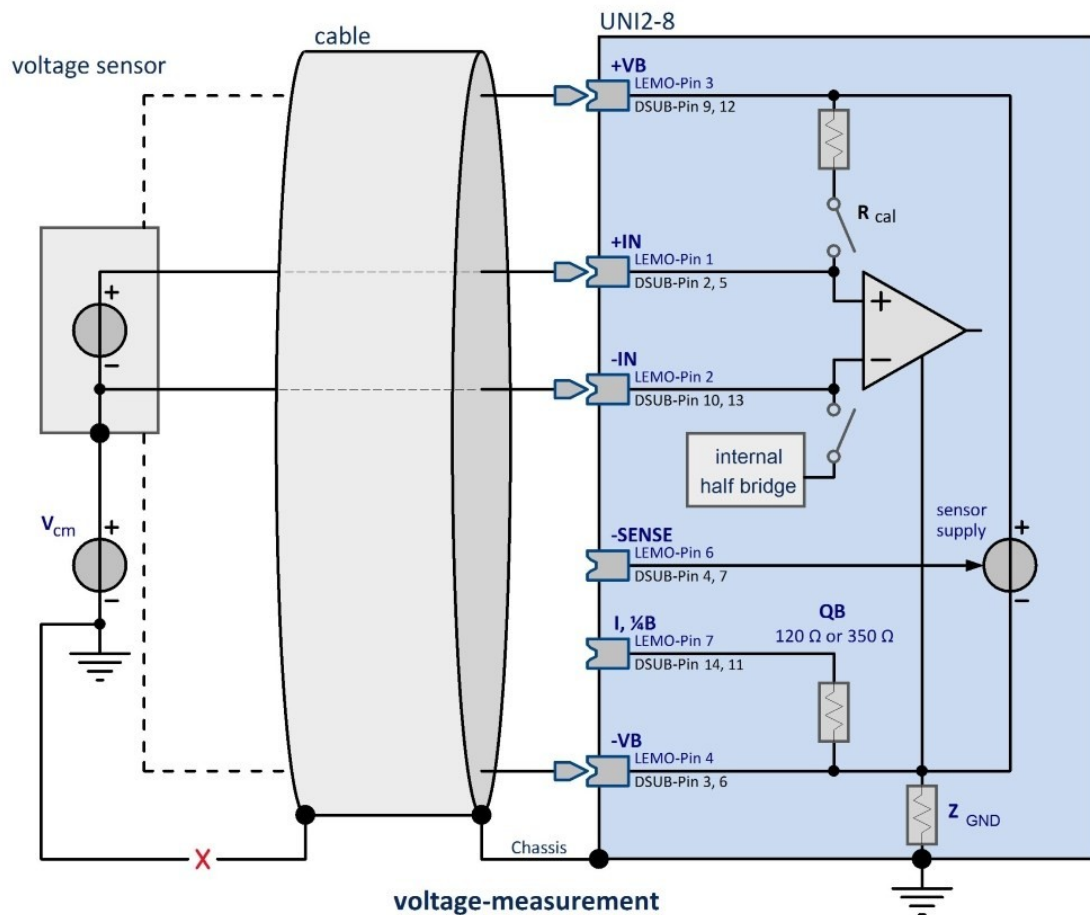 UNI2-8
cable
voltage sensor
+VB
LEMO-Pin 3
DSUB-Pin 9, 12
R cal
+IN
LEMO-Pin 1
DSUB-Pin 2, 5
+
+
−
−
-IN
LEMO-Pin 2
DSUB-Pin 10, 13
internal
half bridge
Vcm
+
−
-SENSE
LEMO-Pin 6
DSUB-Pin 4, 7
sensor
supply
+
−
I, ¼B
LEMO-Pin 7
DSUB-Pin 14, 11
QB
120 Ω or 350 Ω
-VB
LEMO-Pin 4
DSUB-Pin 3, 6
Z GND
Chassis
X
voltage-measurement